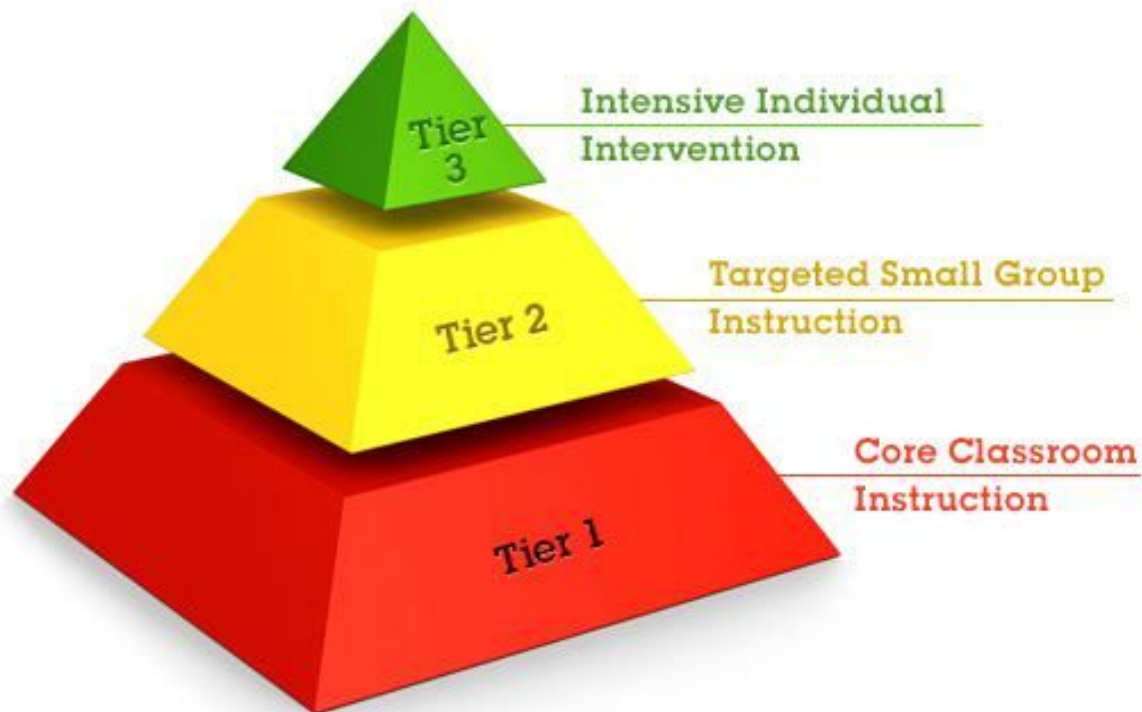 Tier
3
Intensive Individual
Intervention
Tier 2
Targeted Small Group
Instruction
Tier 1
Core Classroom
Instruction